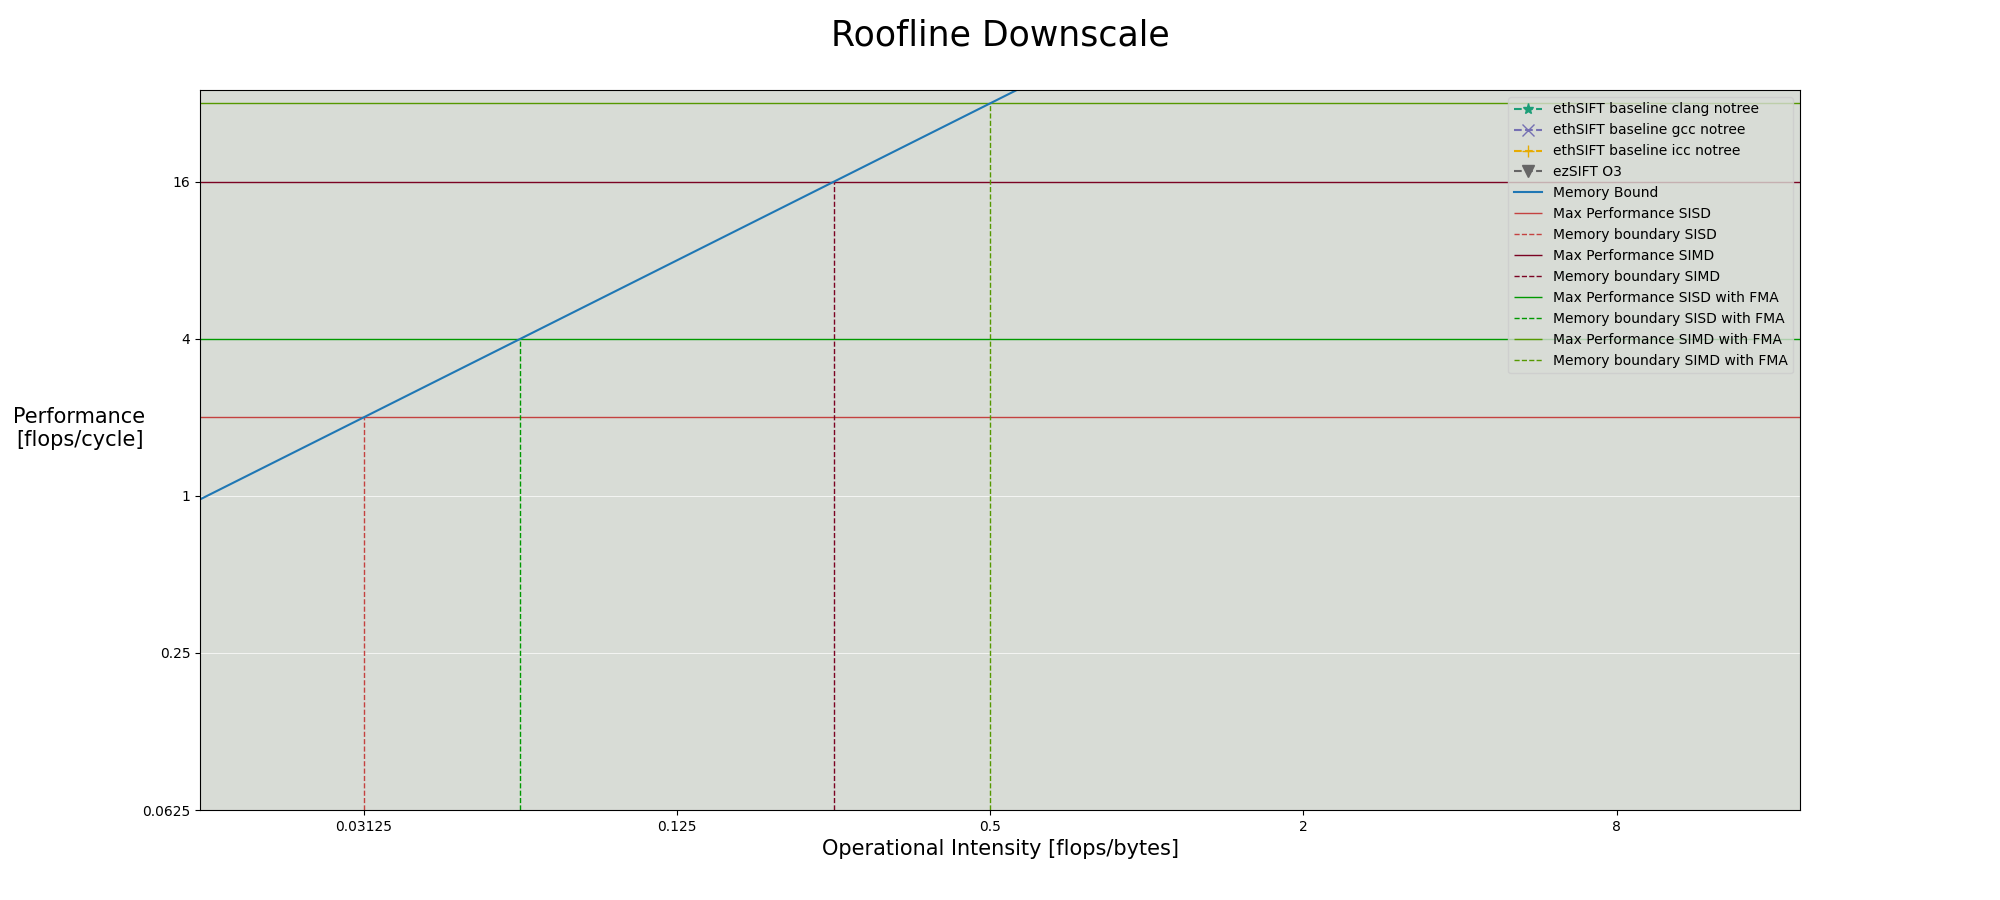 Roofline Downscale
ethSIFT baseline clang notree
ethSIFT baseline gcc notree
ethSIFT baseline icc notree
ezSIFT O3
Memory Bound
Max Performance SISD
Memory boundary SISD
Max Performance SIMD
Memory boundary SIMD
Max Performance SISD with FMA
Memory boundary SISD with FMA
Max Performance SIMD with FMA
Memory boundary SIMD with FMA
16
4
1
0.25
0.0625
Performance
[flops/cycle]
0.03125
0.125
0.5
2
8
Operational Intensity [flops/bytes]